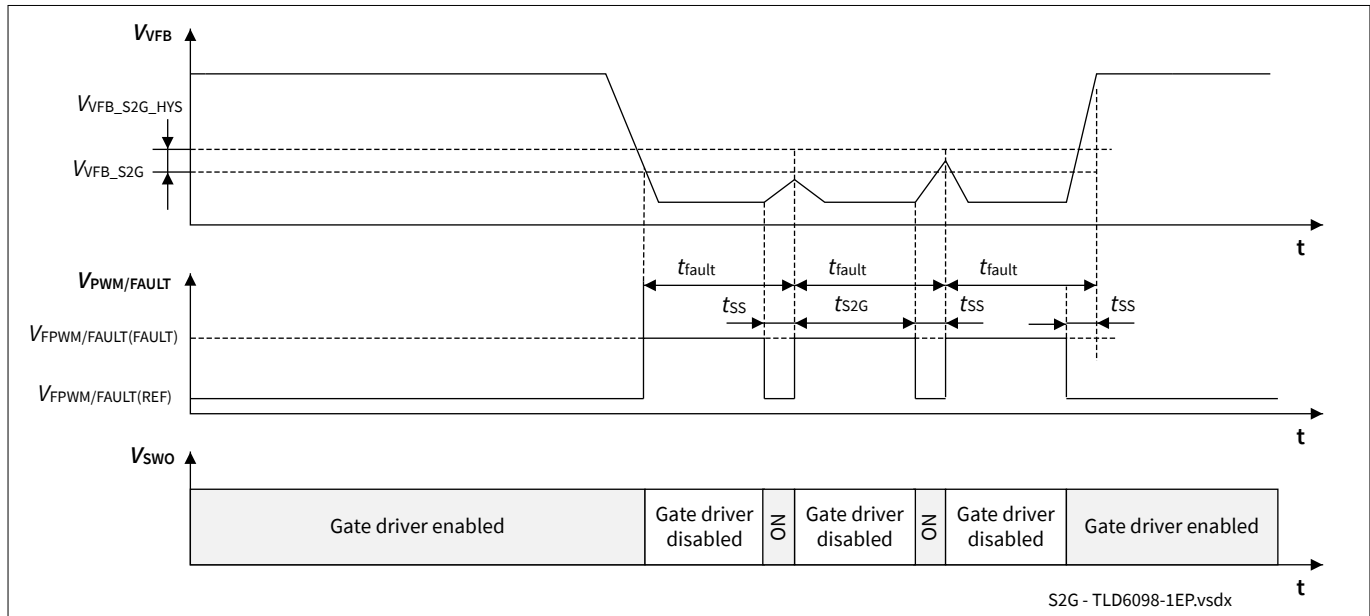 VVFB
VVFB_S2G_HYS
VVFB_S2G
t
VPWM/FAULT
tfault
tfault
tfault
tSS
tS2G
tSS
tSS
VFPWM/FAULT(FAULT)
VFPWM/FAULT(REF)
t
VSWO
Gate driver enabled
Gate driver
disabled
ON
Gate driver
disabled
ON
Gate driver
disabled
Gate driver enabled
t
S2G - TLD6098-1EP.vsdx